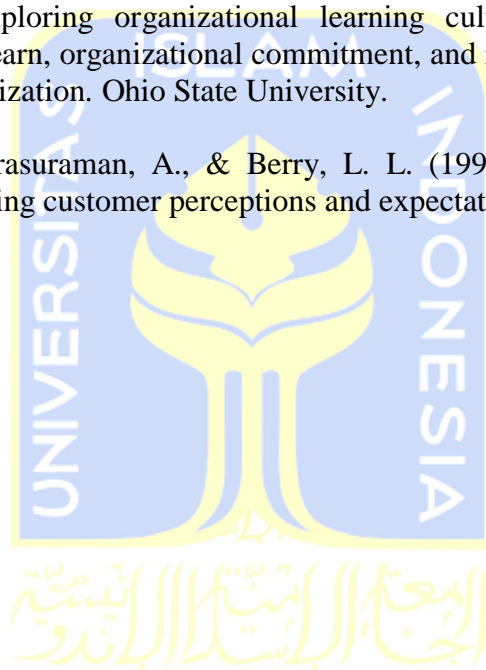 ploring organizational learning cul
earn, organizational commitment, and
ization. Ohio State University.
rasuraman, A., & Berry, L. L. (199
ing customer perceptions and expectat
UNIVERSITAS
ISLAM
INDONESIA